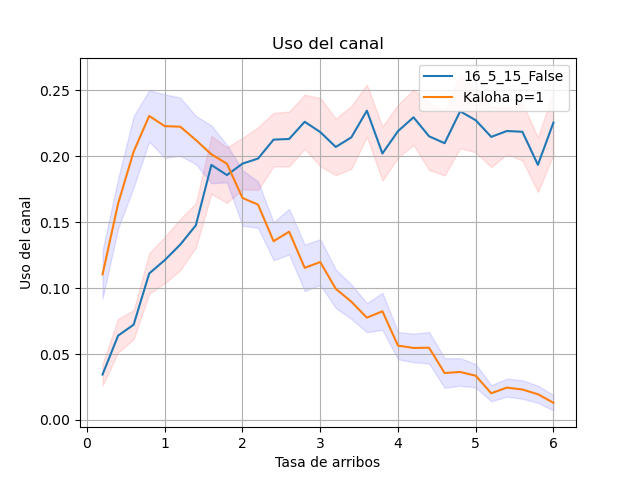 Uso del canal
16_5_15_False
Kaloha p=1
Uso del canal
0.25
0.20
0.15
0.10
0.05
0.00
0 1 2 3 4 5 6
Tasa de arribos